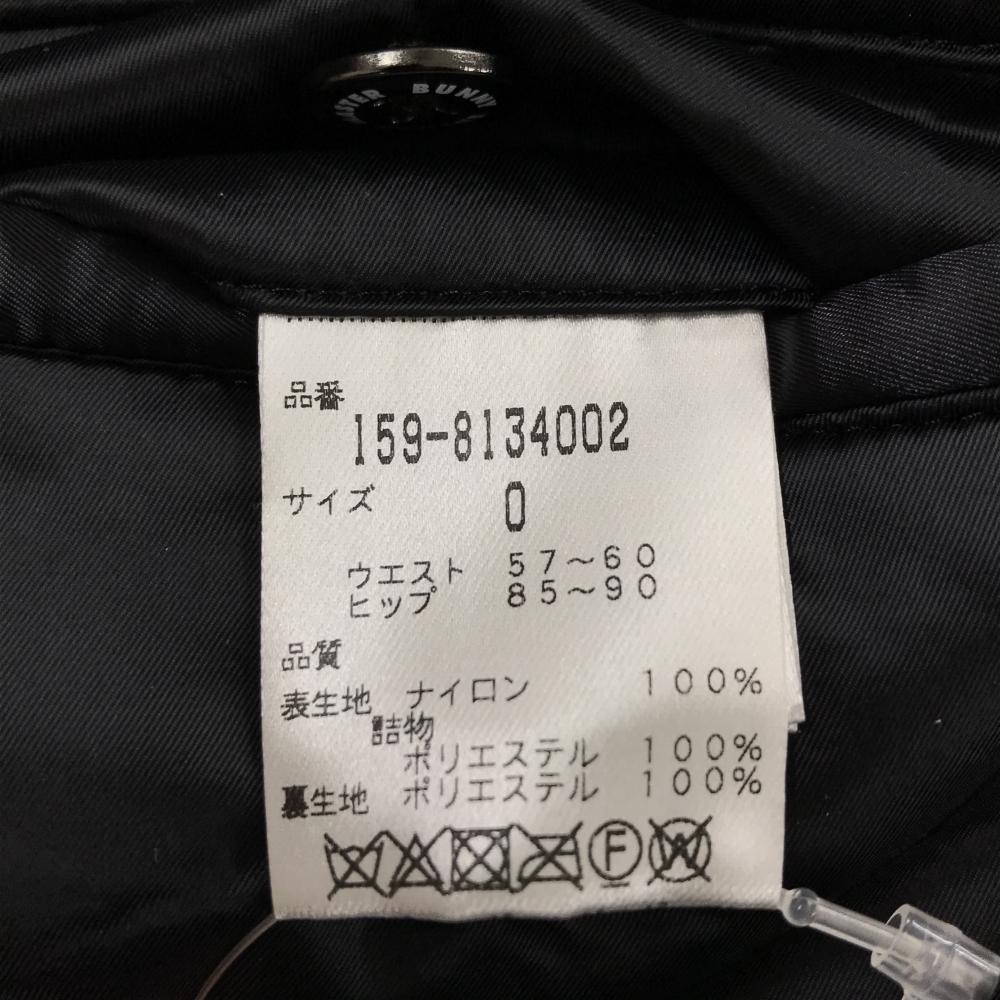 BUNNY
品番
159-8134002
サイズ 0
ウエスト 57～60
ヒップ 85～90
品質
表生地 ナイロン 100%
詰物
ポリエステル 100%
裏生地 ポリエステル 100%
F W